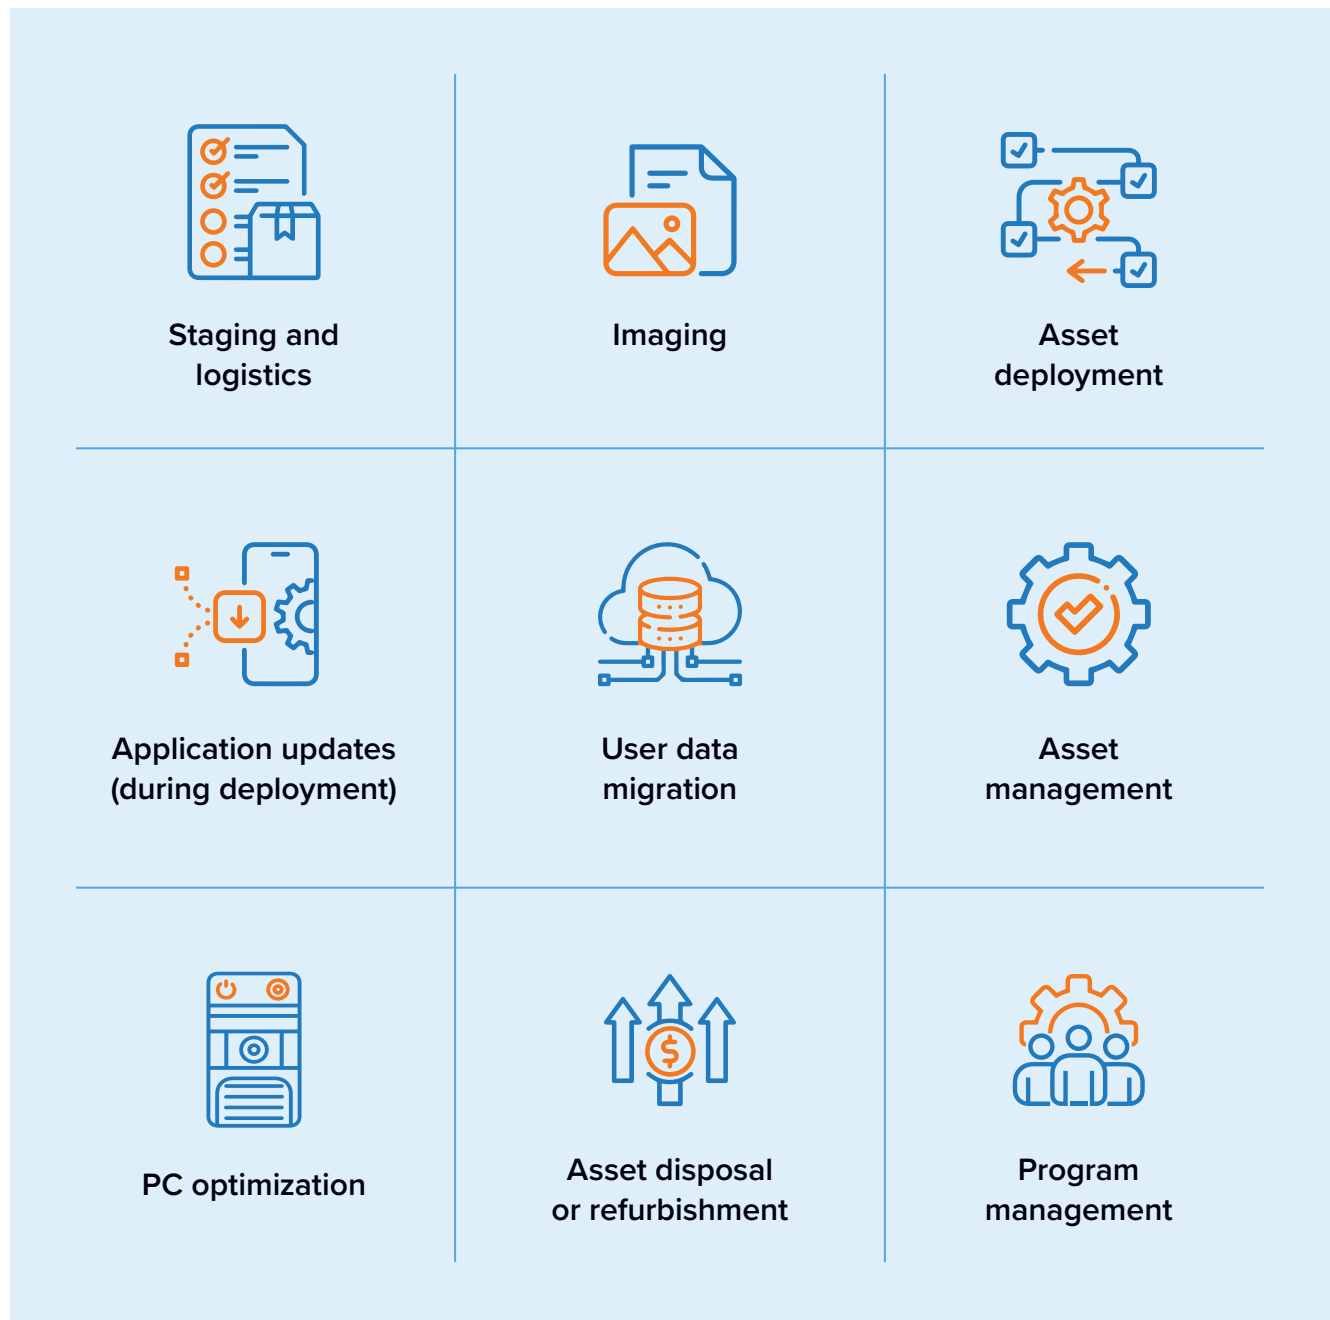 Staging and
logistics
Imaging
Asset
deployment
Application updates
(during deployment)
User data
migration
Asset
management
PC optimization
Asset disposal
or refurbishment
Program
management